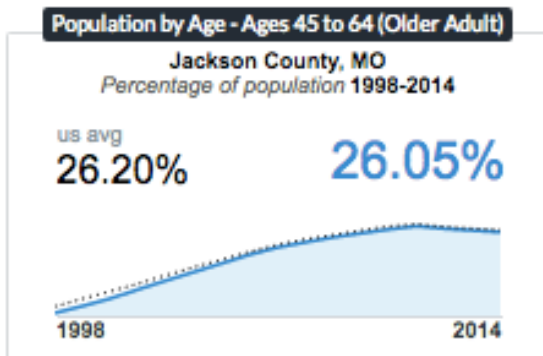 Population by Age - Ages 45 to 64 (Older Adult)
Jackson County, MO
Percentage of population 1998-2014
us avg
26.20%
26.05%
1998
2014